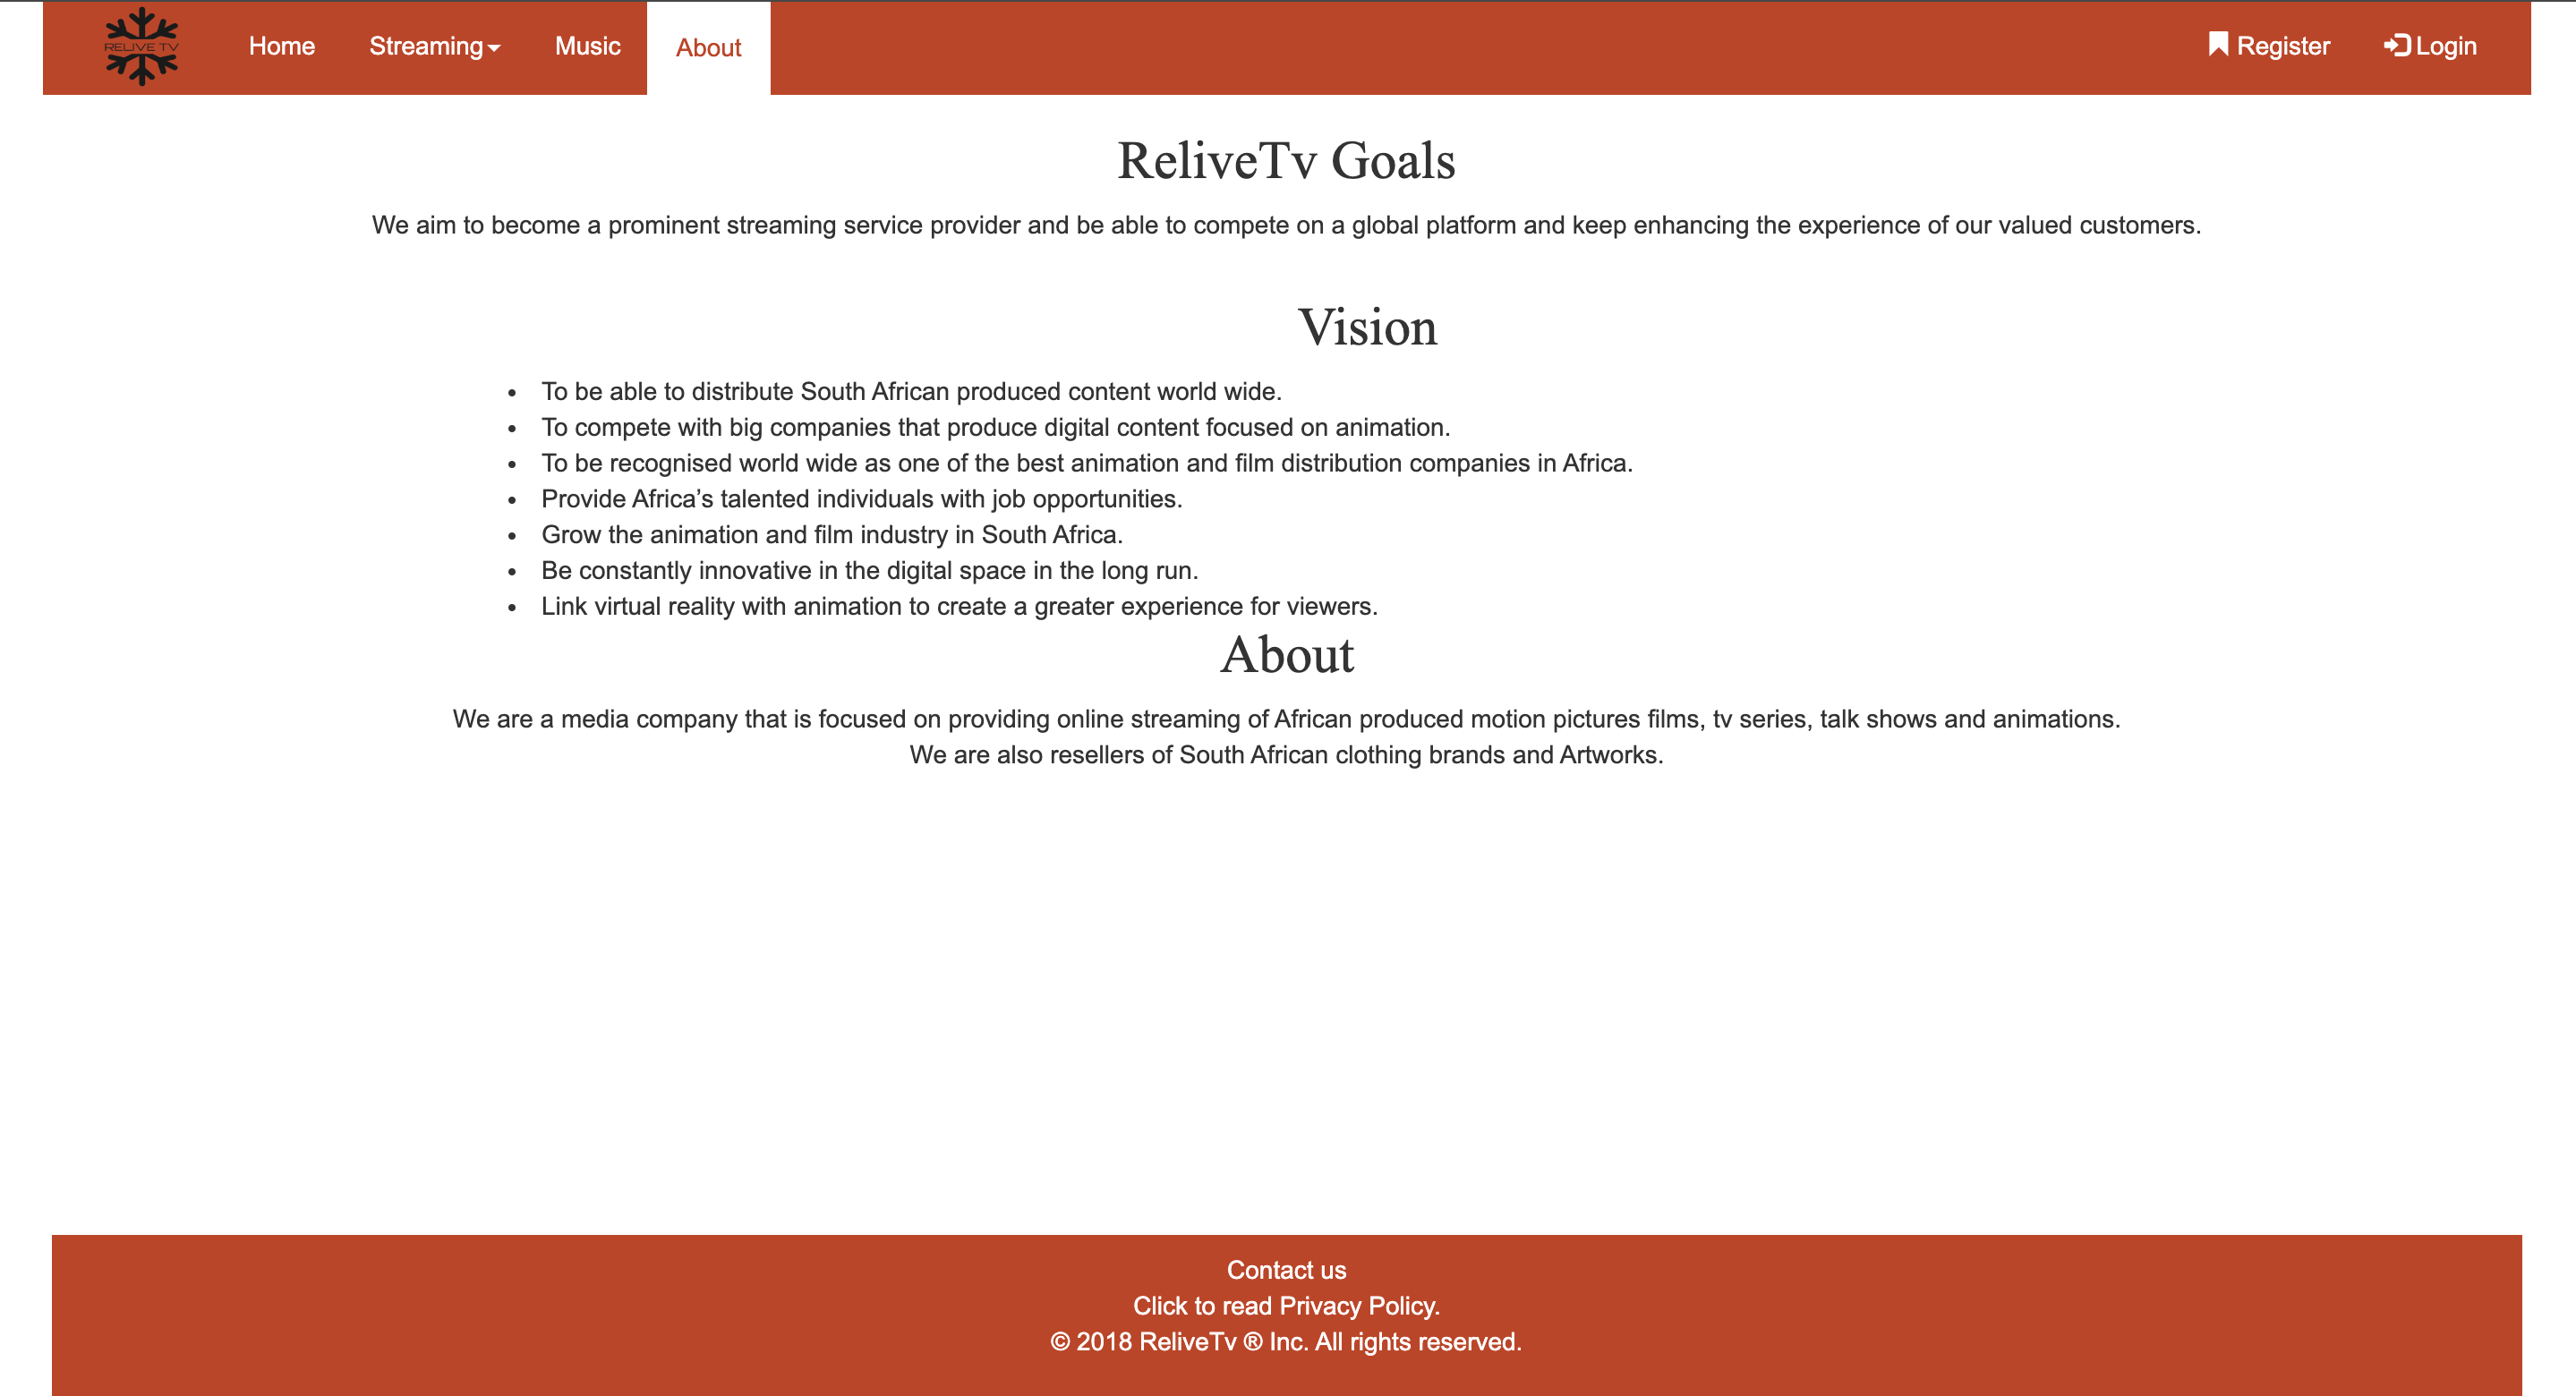 RELIVE TV
Home Streaming Music About Register Login
ReliveTv Goals
We aim to become a prominent streaming service provider and be able to compete on a global platform and keep enhancing the experience of our valued customers.
Vision
• To be able to distribute South African produced content world wide.
• To compete with big companies that produce digital content focused on animation.
• To be recognised world wide as one of the best animation and film distribution companies in Africa.
• Provide Africa’s talented individuals with job opportunities.
• Grow the animation and film industry in South Africa.
• Be constantly innovative in the digital space in the long run.
• Link virtual reality with animation to create a greater experience for viewers.
About
We are a media company that is focused on providing online streaming of African produced motion pictures films, tv series, talk shows and animations.
We are also resellers of South African clothing brands and Artworks.
Contact us
Click to read Privacy Policy.
© 2018 ReliveTv ® Inc. All rights reserved.